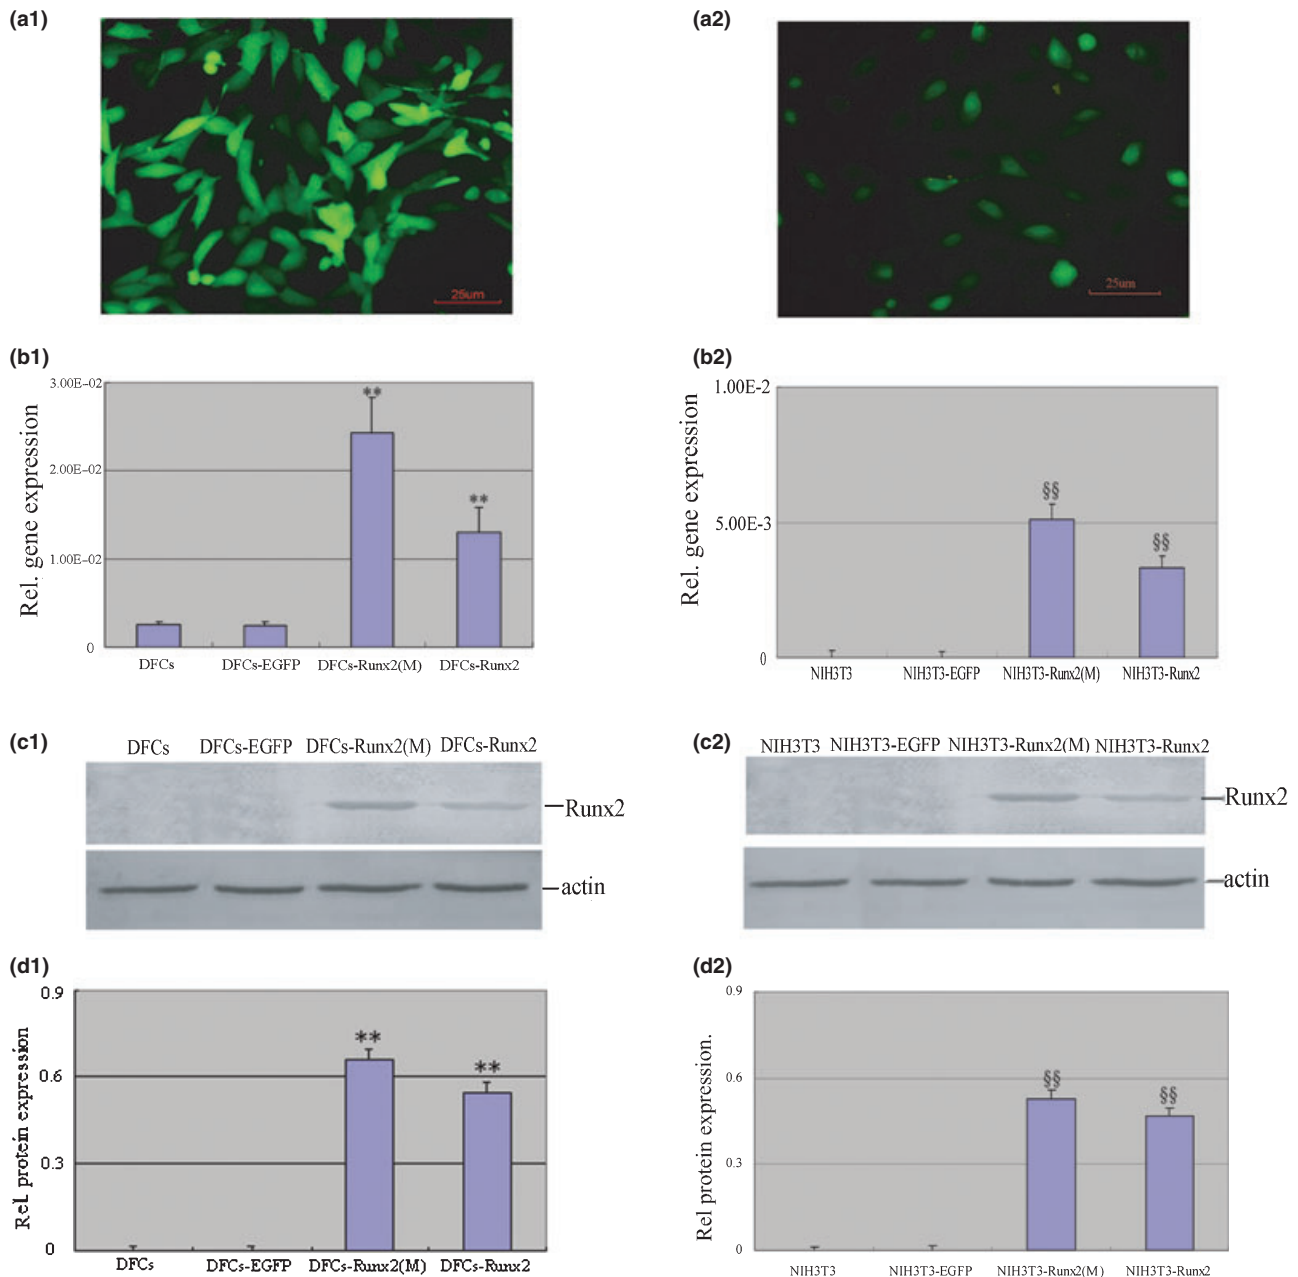 (a1)
(a2)
25um
25um
(b1)
(b2)
3.00E-02
2.00E-02
1.00E-02
0
Rel. gene expression
**
**
DFCs
DFCs-EGFP
DFCs-Runx2(M)
DFCs-Runx2
1.00E-2
5.00E-3
0
Rel. gene expression
§§
§§
NIH3T3
NIH3T3-EGFP
NIH3T3-Runx2(M)
NIH3T3-Runx2
(c1)
DFCs DFCs-EGFP DFCs-Runx2(M) DFCs-Runx2
Runx2
actin
(c2)
NIH3T3 NIH3T3-EGFP NIH3T3-Runx2(M) NIH3T3-Runx2
Runx2
actin
(d1)
0.9
0.6
0.3
0
Rel. protein expression
**
**
DFCs
DFCs-EGFP
DFCs-Runx2(M)
DFCs-Runx2
(d2)
0.9
0.6
0.3
0
Rel protein expression.
§§
§§
NIH3T3
NIH3T3-EGFP
NIH3T3-Runx2(M)
NIH3T3-Runx2